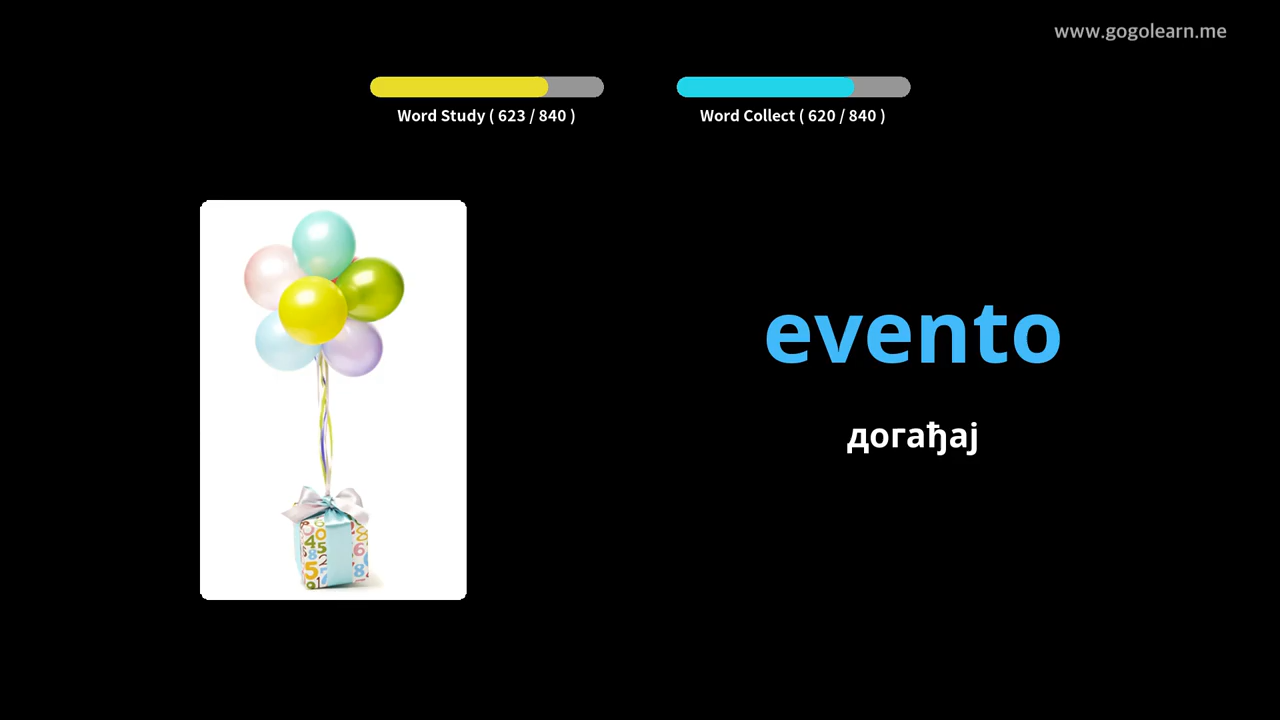 www.gogolearn.me
Word Study ( 623 / 840 )
Word Collect ( 620 / 840 )
evento
догађај